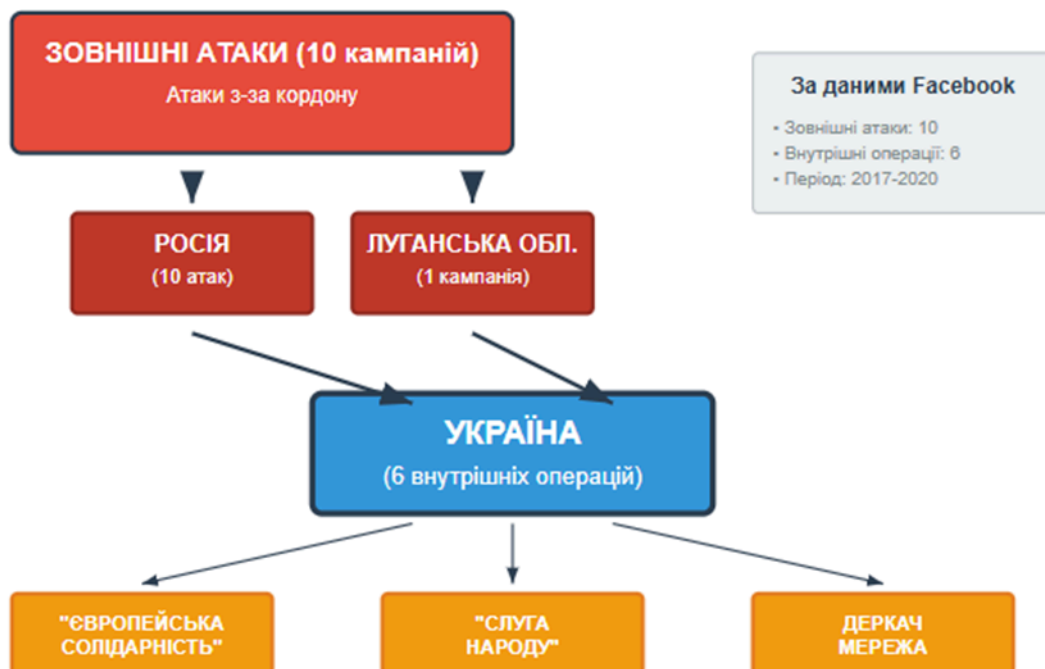 ЗОВНІШНІ АТАКИ (10 кампаній)
Атаки з-за кордону
За даними Facebook
• Зовнішні атаки: 10
• Внутрішні операції: 6
• Період: 2017-2020
РОСІЯ
(10 атак)
ЛУГАНСЬКА ОБЛ.
(1 кампанія)
УКРАЇНА
(6 внутрішніх операцій)
"ЄВРОПЕЙСЬКА
СОЛІДАРНІСТЬ"
"СЛУГА
НАРОДУ"
ДЕРКАЧ
МЕРЕЖА